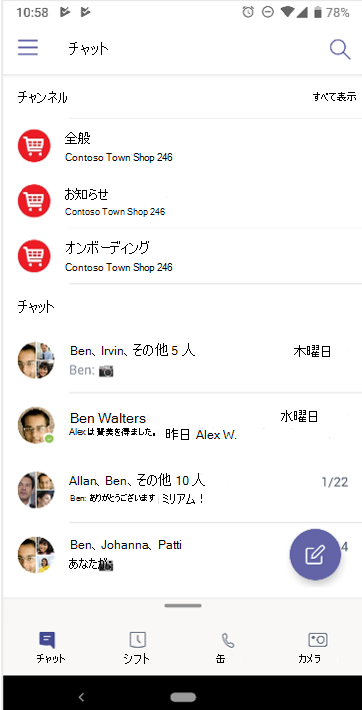 10:58 78%
チャット
チャンネル すべて表示
全般
Contoso Town Shop 246
お知らせ
Contoso Town Shop 246
オンボーディング
Contoso Town Shop 246
チャット
Ben、Irvin、その他 5 人 木曜日
Ben:
Ben Walters 水曜日
Alexは 賛美を得ました。 昨日 Alex W.
Allan、Ben、その他 10 人 1/22
Ben: ありがとうございます ミリアム！
Ben、Johanna、Patti 4
あなたが
チャット シフト 缶 カメラ